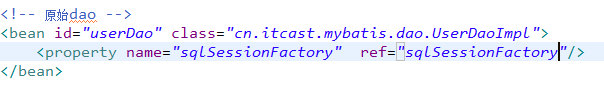 <!-- 原始dao -->
<bean id="userDao" class="cn.itcast.mybatis.dao.UserDaoImpl">
<property name="sqlSessionFactory" ref="sqlSessionFactory"/>
</bean>